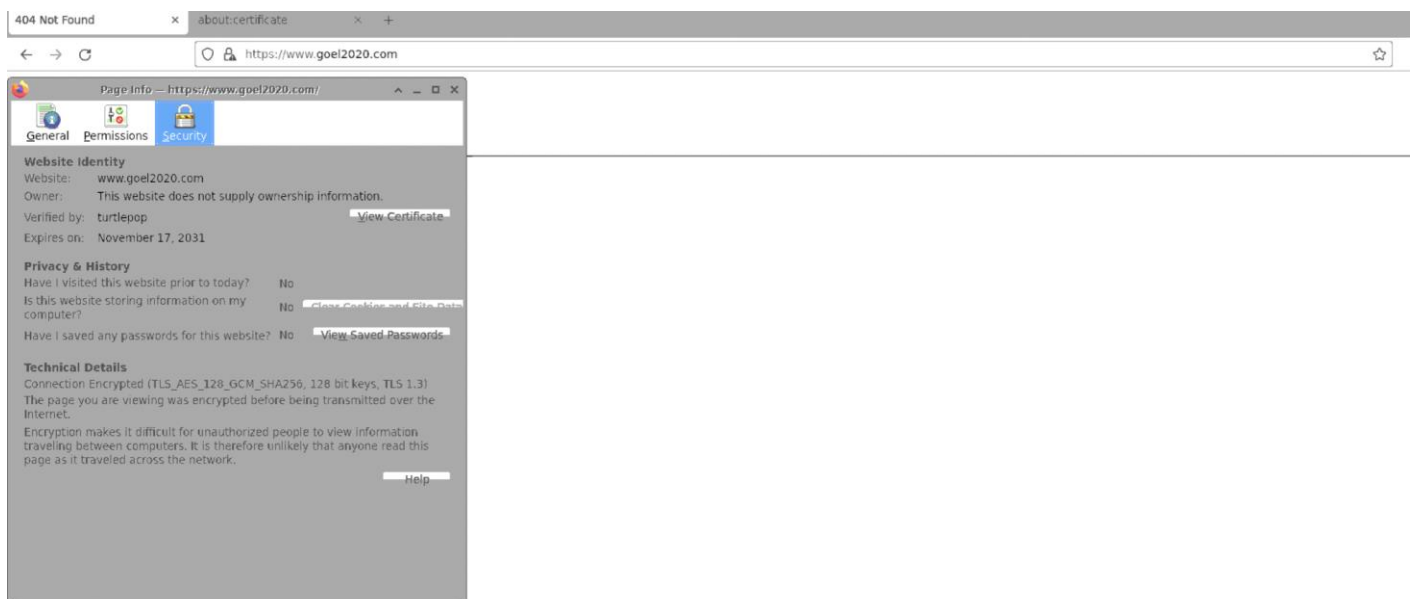 404 Not Found × about:certificate × +
https://www.goel2020.com
Page Info — https://www.goel2020.com/
General Permissions Security
Website Identity
Website: www.goel2020.com
Owner: This website does not supply ownership information.
Verified by: turtlepop View Certificate
Expires on: November 17, 2031
Privacy & History
Have I visited this website prior to today? No
Is this website storing information on my computer? No Clear Cookies and Site Data
Have I saved any passwords for this website? No View Saved Passwords
Technical Details
Connection Encrypted (TLS_AES_128_GCM_SHA256, 128 bit keys, TLS 1.3)
The page you are viewing was encrypted before being transmitted over the
Internet.
Encryption makes it difficult for unauthorized people to view information
traveling between computers. It is therefore unlikely that anyone read this
page as it traveled across the network.
Help